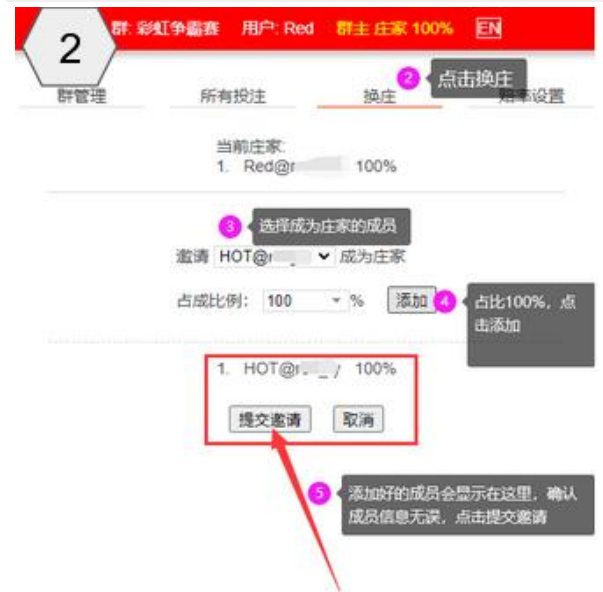 2
群: 彩虹争霸赛 用户: Red 群主 庄家 100% EN
2 点击换庄
群管理 所有投注 换庄 赔率设置
当前庄家:
1. Red@r 100%
3 选择成为庄家的成员
邀请 HOT@r 成为庄家
占成比例: 100 % 添加
4 占比100%，点
击添加
1. HOT@r y 100%
提交邀请 取消
5 添加好的成员会显示在这里，确认
成员信息无误，点击提交邀请